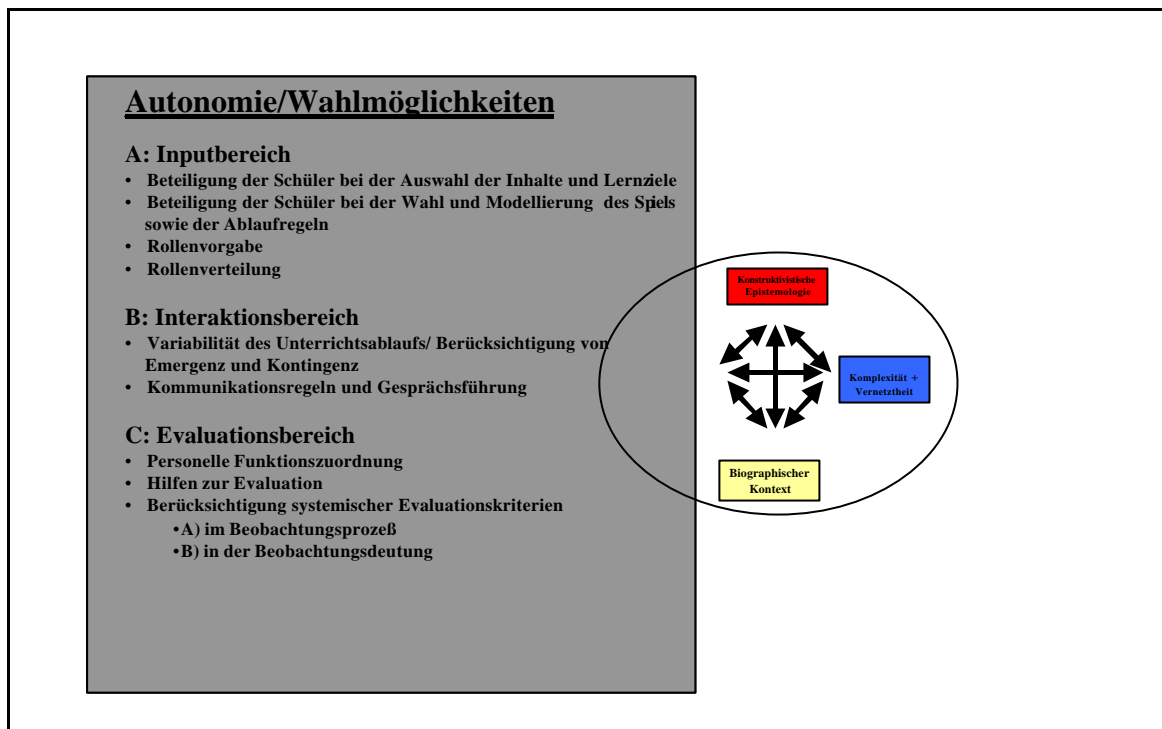 Autonomie/Wahlmöglichkeiten
A: Inputbereich
• Beteiligung der Schüler bei der Auswahl der Inhalte und Lernziele
• Beteiligung der Schüler bei der Wahl und Modellierung des Spiels
sowie der Ablaufregeln
• Rollenvorgabe
• Rollenverteilung
B: Interaktionsbereich
• Variabilität des Unterrichtsablaufs/ Berücksichtigung von
Emergenz und Kontingenz
• Kommunikationsregeln und Gesprächsführung
C: Evaluationsbereich
• Personelle Funktionszuordnung
• Hilfen zur Evaluation
• Berücksichtigung systemischer Evaluationskriterien
•A) im Beobachtungsprozeß
•B) in der Beobachtungsdeutung
Konstruktivistische
Epistemologie
Komplexität +
Vernetztheit
Biographischer
Kontext